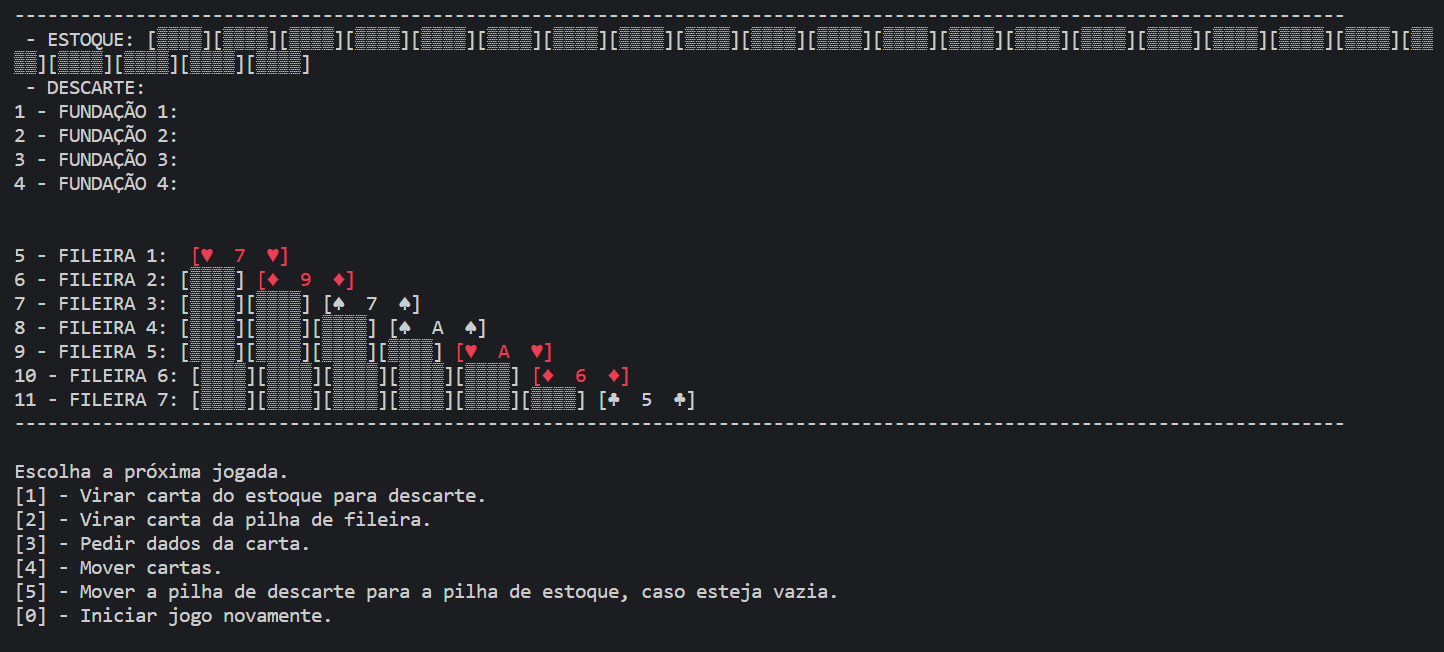 -------------------------------------------------------------------------------------------------------------------------
- ESTOQUE: [▒▒▒▒][▒▒▒▒][▒▒▒▒][▒▒▒▒][▒▒▒▒][▒▒▒▒][▒▒▒▒][▒▒▒▒][▒▒▒▒][▒▒▒▒][▒▒▒▒][▒▒▒▒][▒▒▒▒][▒▒▒▒][▒▒▒▒][▒▒▒▒][▒▒▒▒][▒▒▒▒][▒▒▒▒][▒▒
▒▒][▒▒▒▒][▒▒▒▒][▒▒▒▒][▒▒▒▒]
- DESCARTE:
1 - FUNDAÇÃO 1:
2 - FUNDAÇÃO 2:
3 - FUNDAÇÃO 3:
4 - FUNDAÇÃO 4:
5 - FILEIRA 1: [♥ 7 ♥]
6 - FILEIRA 2: [▒▒▒▒] [♦ 9 ♦]
7 - FILEIRA 3: [▒▒▒▒][▒▒▒▒] [♠ 7 ♠]
8 - FILEIRA 4: [▒▒▒▒][▒▒▒▒][▒▒▒▒] [♠ A ♠]
9 - FILEIRA 5: [▒▒▒▒][▒▒▒▒][▒▒▒▒][▒▒▒▒] [♥ A ♥]
10 - FILEIRA 6: [▒▒▒▒][▒▒▒▒][▒▒▒▒][▒▒▒▒][▒▒▒▒] [♦ 6 ♦]
11 - FILEIRA 7: [▒▒▒▒][▒▒▒▒][▒▒▒▒][▒▒▒▒][▒▒▒▒][▒▒▒▒] [♣ 5 ♣]
-------------------------------------------------------------------------------------------------------------------------
Escolha a próxima jogada.
[1] - Virar carta do estoque para descarte.
[2] - Virar carta da pilha de fileira.
[3] - Pedir dados da carta.
[4] - Mover cartas.
[5] - Mover a pilha de descarte para a pilha de estoque, caso esteja vazia.
[0] - Iniciar jogo novamente.